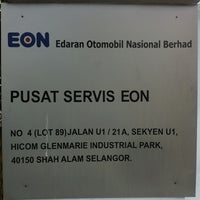 EON Edaran Otomobil Nasional Berhad
PUSAT SERVIS EON
NO 4 (LOT 89)JALAN U1 / 21A, SEKYEN U1,
HICOM GLENMARIE INDUSTRIAL PARK,
40150 SHAH ALAM SELANGOR.